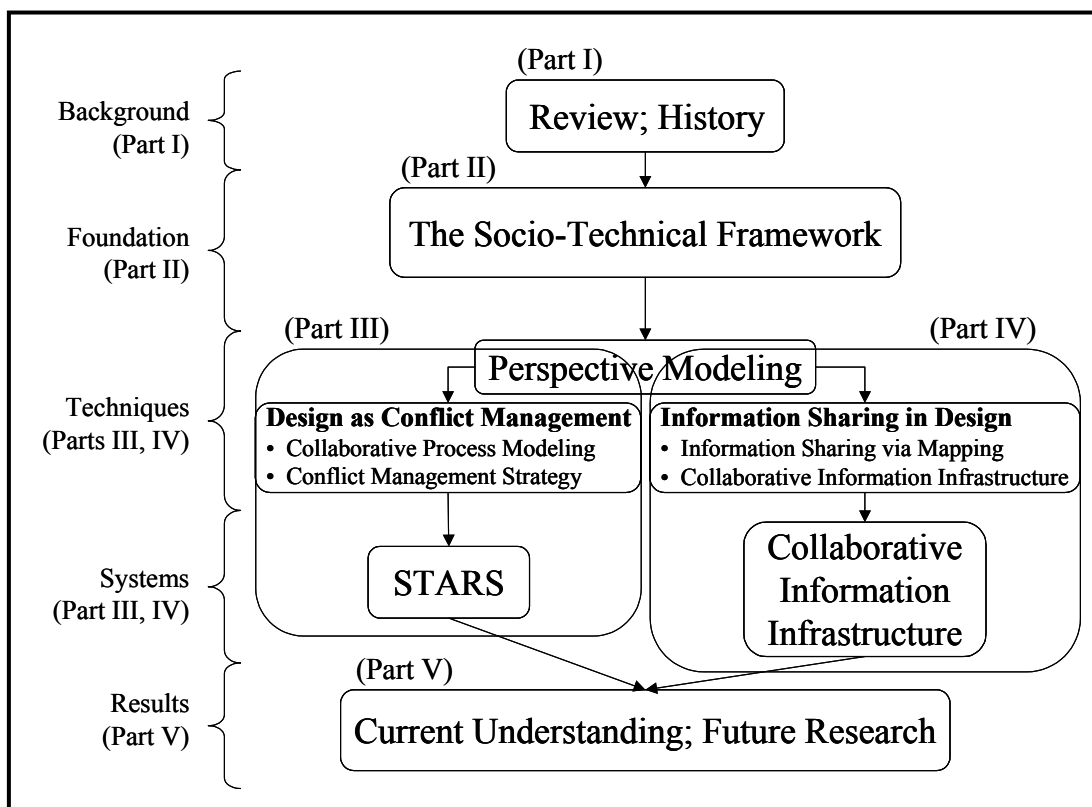 (Part I)
Background
(Part I)
Review; History
(Part II)
Foundation
(Part II)
The Socio-Technical Framework
(Part III)
(Part IV)
Perspective Modeling
Techniques
(Parts III, IV)
Design as Conflict Management
• Collaborative Process Modeling
• Conflict Management Strategy
Information Sharing in Design
• Information Sharing via Mapping
• Collaborative Information Infrastructure
Systems
(Part III, IV)
STARS
Collaborative
Information
Infrastructure
(Part V)
Results
(Part V)
Current Understanding; Future Research